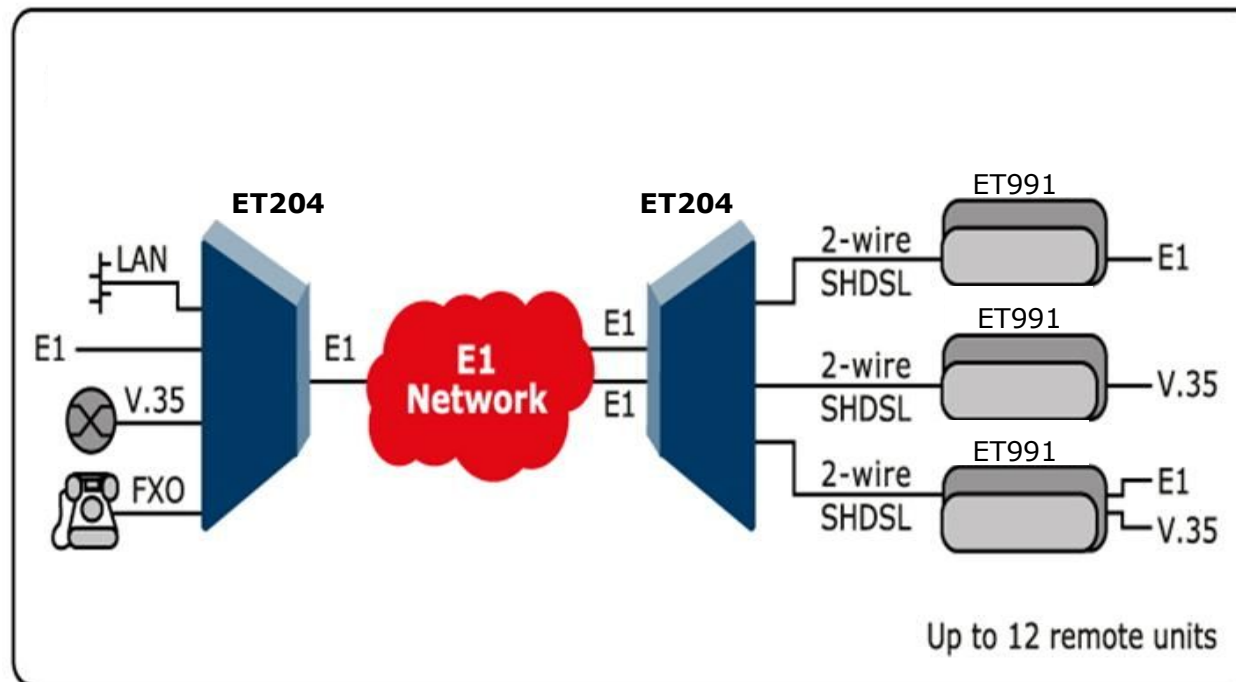 ET204
ET204
ET991
LAN
E1
V.35
FXO
E1
E1
Network
E1
E1
2-wire
SHDSL
E1
ET991
2-wire
SHDSL
V.35
ET991
2-wire
SHDSL
E1
V.35
Up to 12 remote units